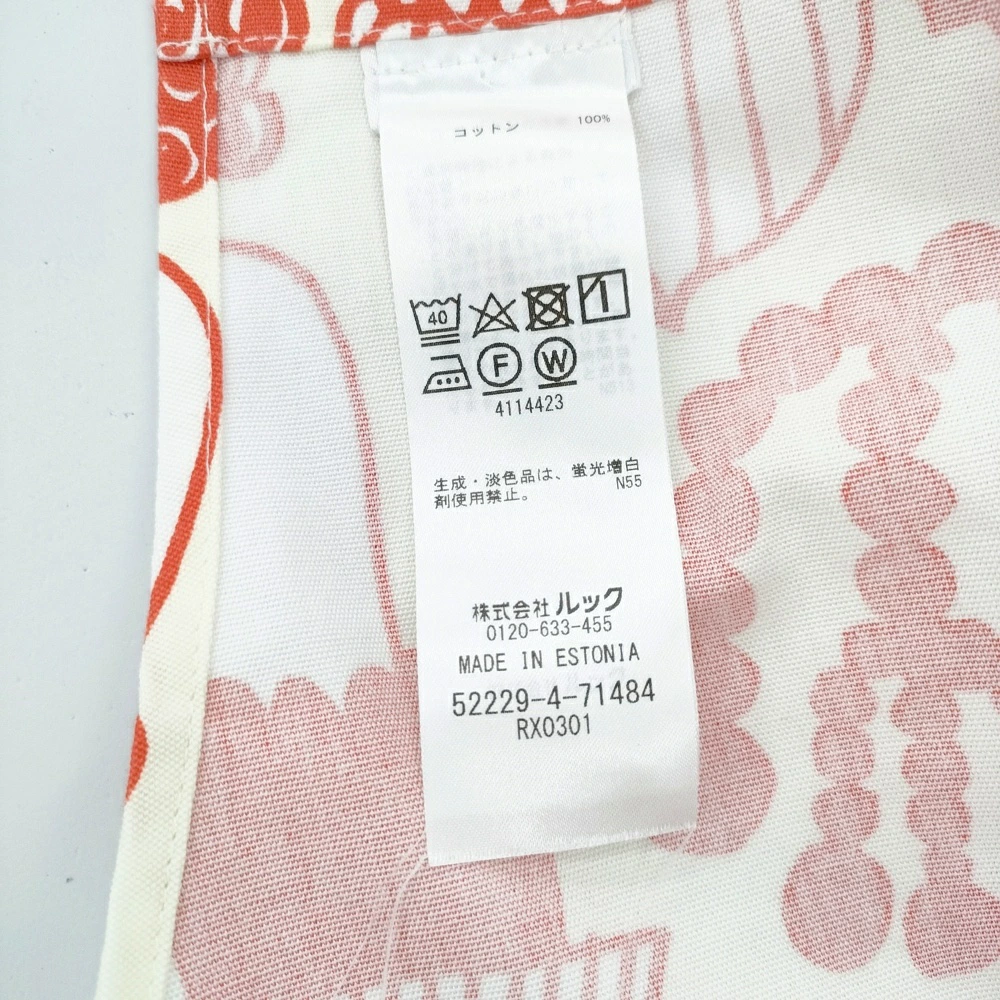 コットン 100%
40
F W
4114423
生成・淡色品は、蛍光増白
剤使用禁止。 N55
株式会社 ルック
0120-633-455
MADE IN ESTONIA
52229-4-71484
RX0301